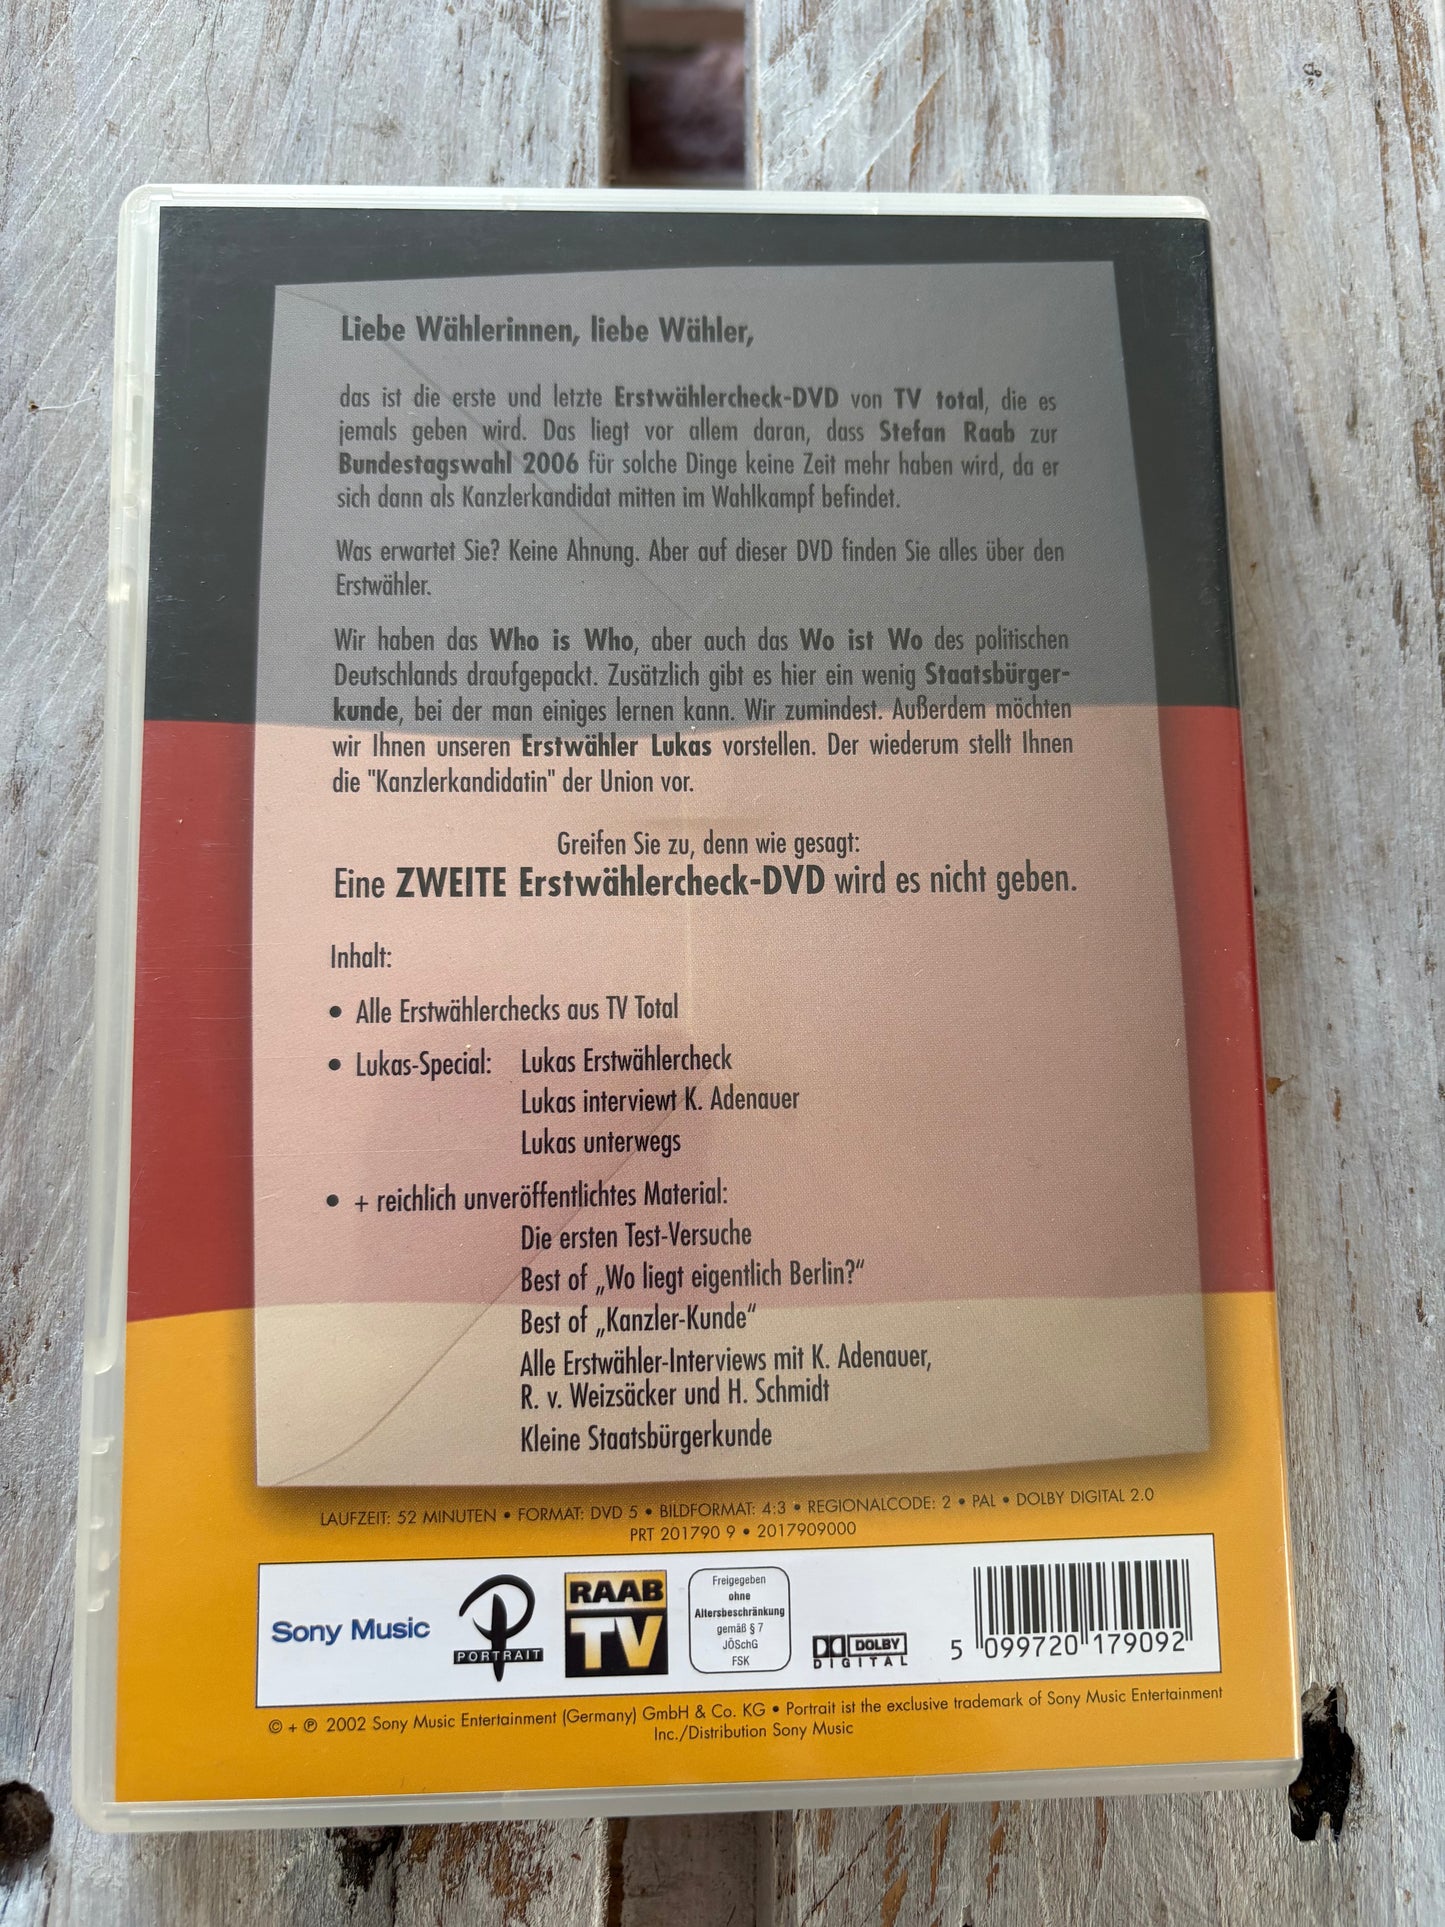 Liebe Wählerinnen, liebe Wähler,
das ist die erste und letzte Erstwählercheck-DVD von TV total, die es
jemals geben wird. Das liegt vor allem daran, dass Stefan Raab zur
Bundestagswahl 2006 für solche Dinge keine Zeit mehr haben wird, da er
sich dann als Kanzlerkandidat mitten im Wahlkampf befindet.
Was erwartet Sie? Keine Ahnung. Aber auf dieser DVD finden Sie alles über den
Erstwähler.
Wir haben das Who is Who, aber auch das Wo ist Wo des politischen
Deutschlands draufgepackt. Zusätzlich gibt es hier ein wenig Staatsbürger-
kunde, bei der man einiges lernen kann. Wir zumindest. Außerdem möchten
wir Ihnen unseren Erstwähler Lukas vorstellen. Der wiederum stellt Ihnen
die "Kanzlerkandidatin" der Union vor.
Greifen Sie zu, denn wie gesagt:
Eine ZWEITE Erstwählercheck-DVD wird es nicht geben.
Inhalt:
• Alle Erstwählerchecks aus TV Total
• Lukas-Special: Lukas Erstwählercheck
Lukas interviewt K. Adenauer
Lukas unterwegs
• + reichlich unveröffentlichtes Material:
Die ersten Test-Versuche
Best of „Wo liegt eigentlich Berlin?“
Best of „Kanzler-Kunde“
Alle Erstwähler-Interviews mit K. Adenauer,
R. v. Weizsäcker und H. Schmidt
Kleine Staatsbürgerkunde
LAUFZEIT: 52 MINUTEN • FORMAT: DVD 5 • BILDFORMAT: 4:3 • REGIONALCODE: 2 • PAL • DOLBY DIGITAL 2.0
PRT 201790 9 • 2017909000
Sony Music
PORTRAIT
RAAB
TV
Freigegeben
ohne
Altersbeschränkung
gemäß § 7
JÖSchG
FSK
DOLBY
DIGITAL
5 099720 179092
© + ℗ 2002 Sony Music Entertainment (Germany) GmbH & Co. KG • Portrait ist the exclusive trademark of Sony Music Entertainment
Inc./Distribution Sony Music